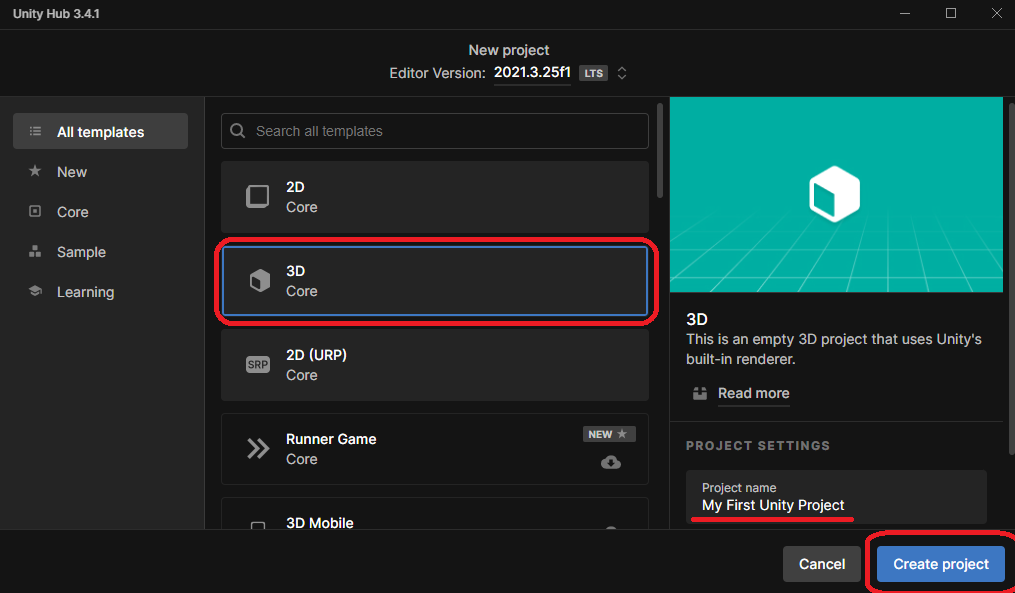 Unity Hub 3.4.1
New project
Editor Version: 2021.3.25f1 LTS
All templates
New
Core
Sample
Learning
Search all templates
2D
Core
3D
Core
SRP
2D (URP)
Core
Runner Game
Core
NEW
3D Mobile
3D
This is an empty 3D project that uses Unity's
built-in renderer.
Read more
PROJECT SETTINGS
Project name
My First Unity Project
Cancel
Create project